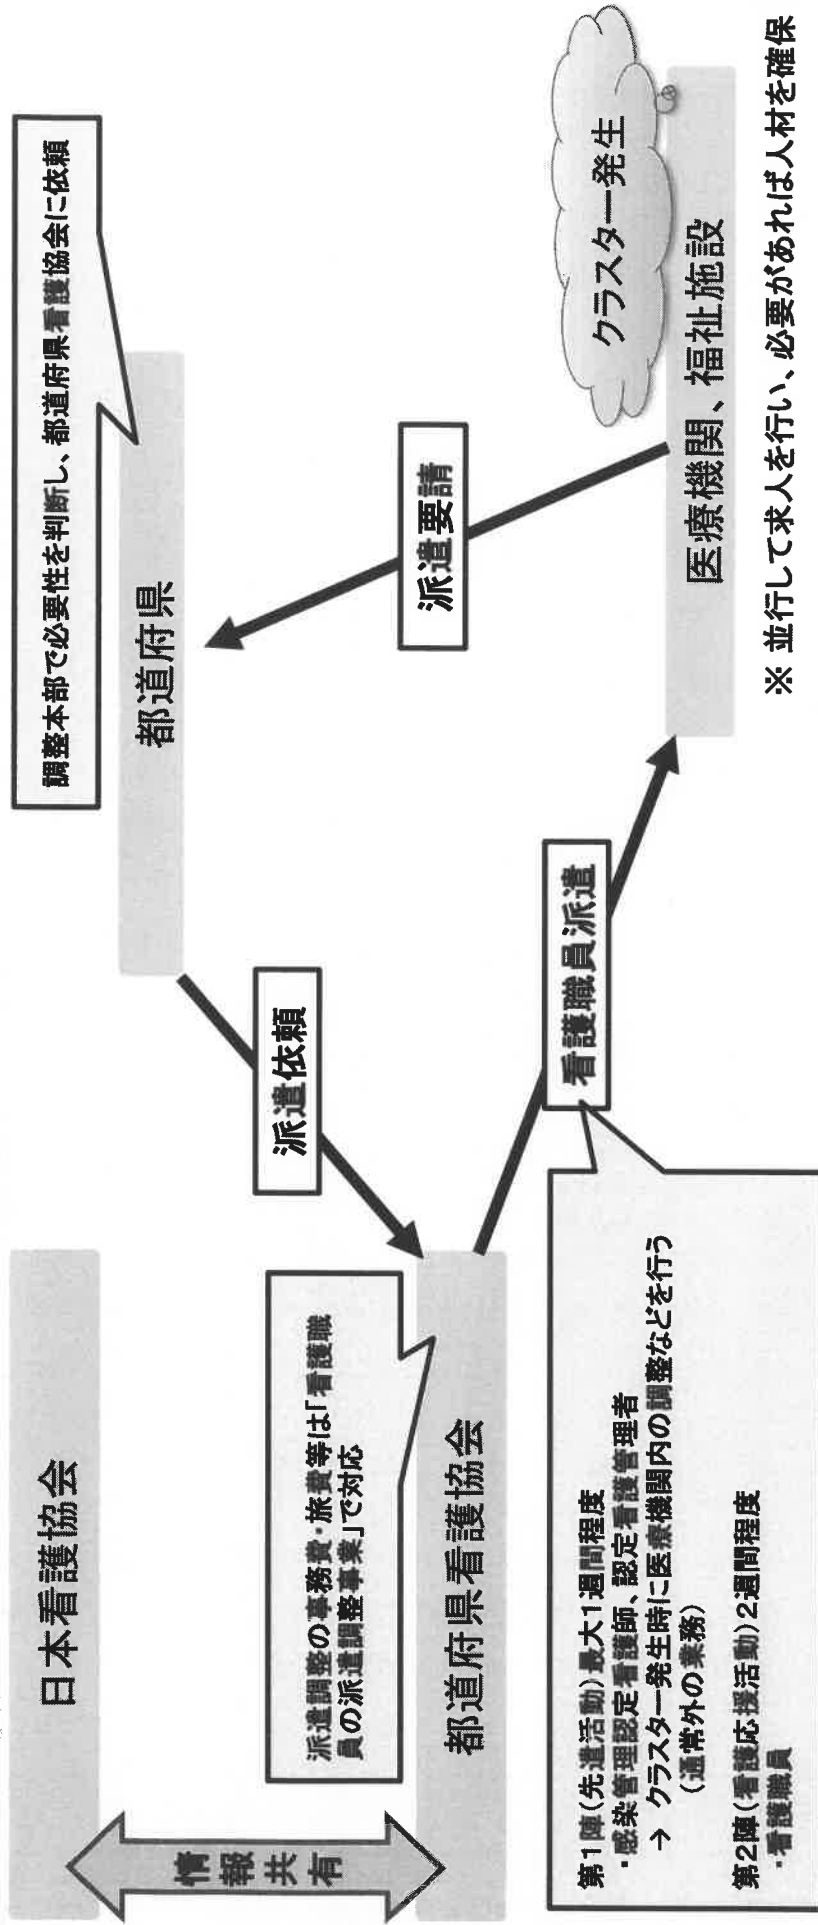 日本看護協会
情報共有
派遣調整の事務費・旅費等は「看護職
員の派遣調整事業」で対応
都道府県看護協会
調整本部で必要性を判断し、都道府県看護協会に依頼
都道府県
派遣依頼
派遣要請
看護職員派遣
クラスター発生
医療機関、福祉施設
第1陣(先遣活動)最大1週間程度
・感染管理認定看護師、認定看護管理者
→ クラスター発生時に医療機関内の調整などを行う
(通常外の業務)
第2陣(看護応援活動)2週間程度
・看護職員
※ 並行して求人を行い、必要があれば人材を確保